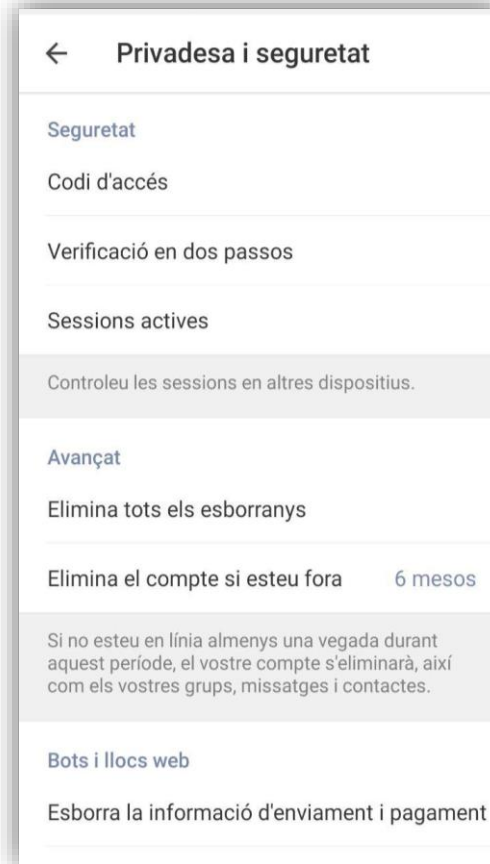 Privadesa i seguretat
Seguretat
Codi d'accés
Verificació en dos passos
Sessions actives
Controleu les sessions en altres dispositius.
Avançat
Elimina tots els esborranys
Elimina el compte si esteu fora 6 mesos
Si no esteu en línia almenys una vegada durant
aquest període, el vostre compte s'eliminarà, així
com els vostres grups, missatges i contactes.
Bots i llocs web
Esborra la informació d'enviament i pagament